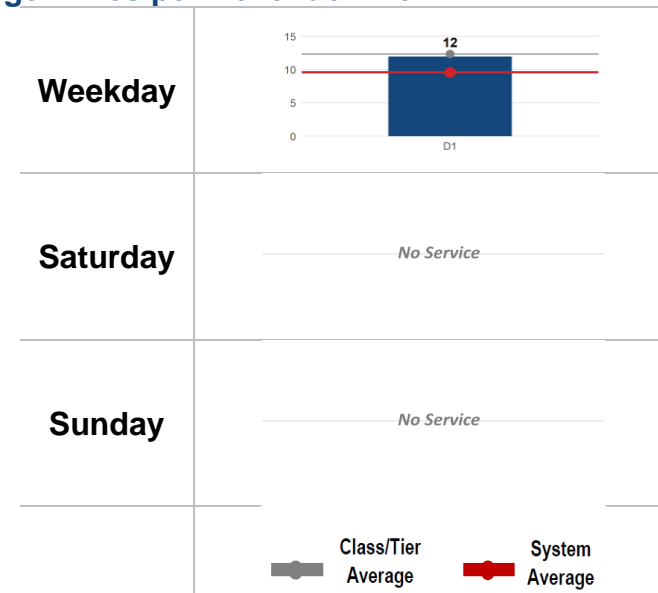 Weekday
15
10
5
0
12
D1
Saturday
No Service
Sunday
No Service
Class/Tier
Average
System
Average